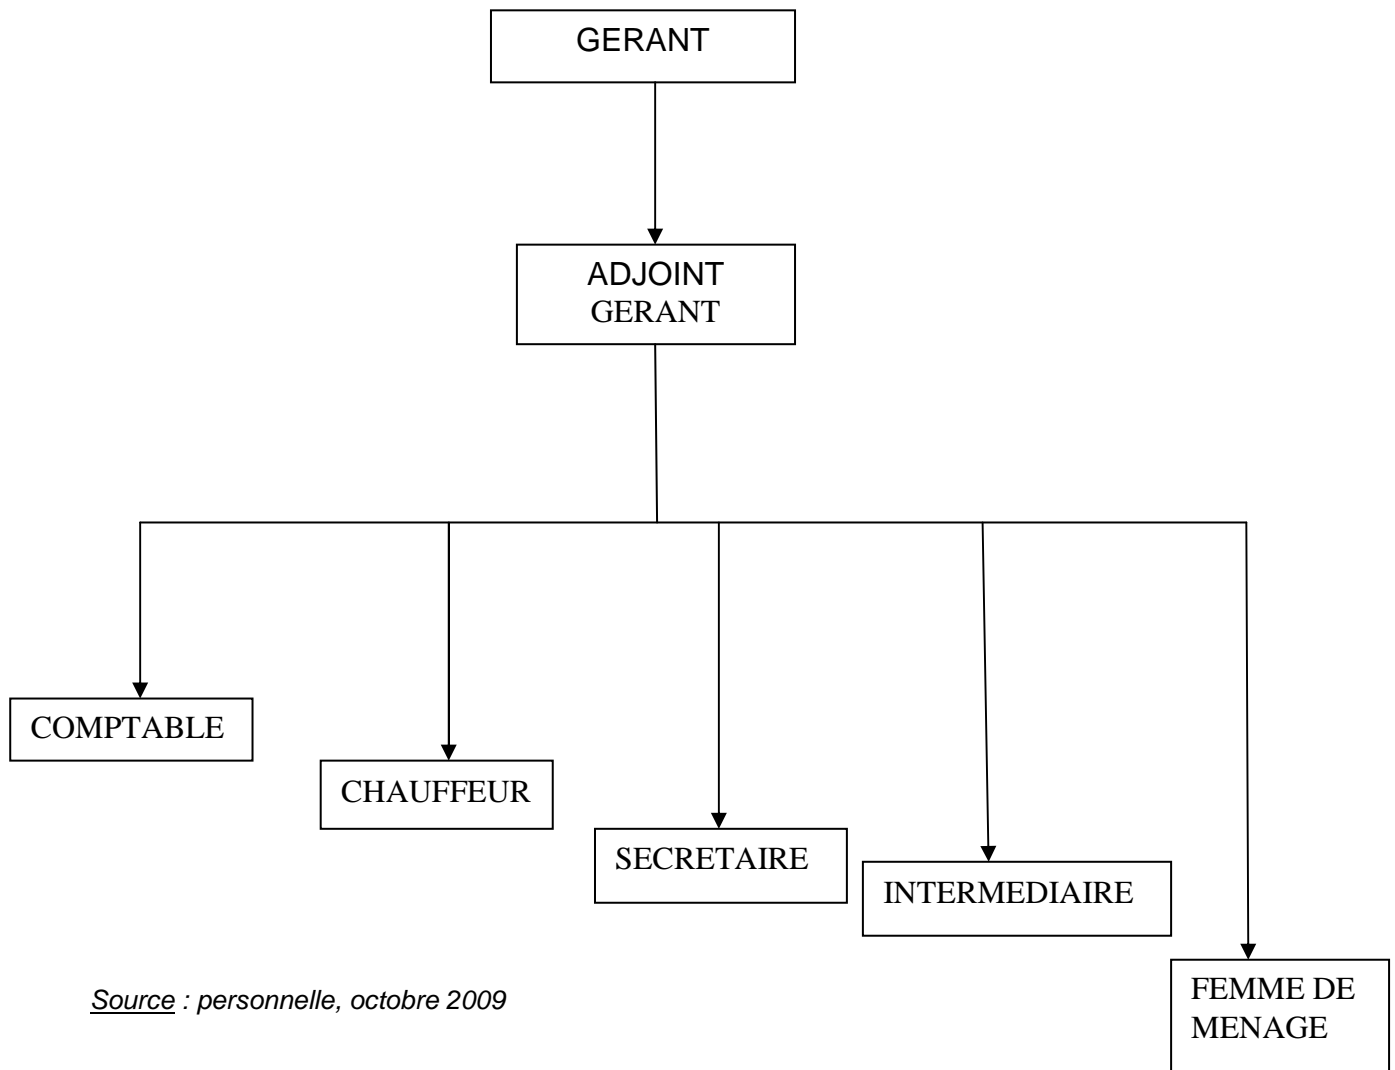 GERANT
ADJOINT
GERANT
COMPTABLE
CHAUFFEUR
SECRETAIRE
INTERMEDIAIRE
FEMME DE
MENAGE
Source : personnelle, octobre 2009